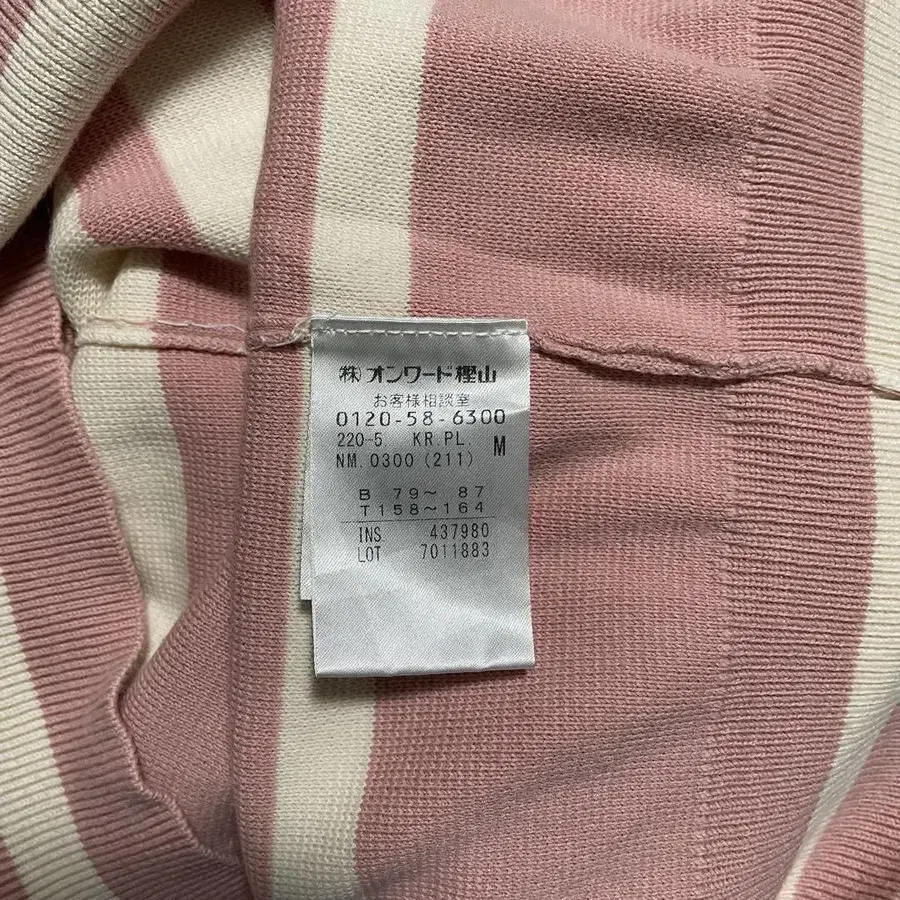 ㈱オンワード樫山
お客様相談室
0120-58-6300
220-5 KR.PL. M
NM.0300(211)
B 79〜 87
T158〜164
INS 437980
LOT 7011883